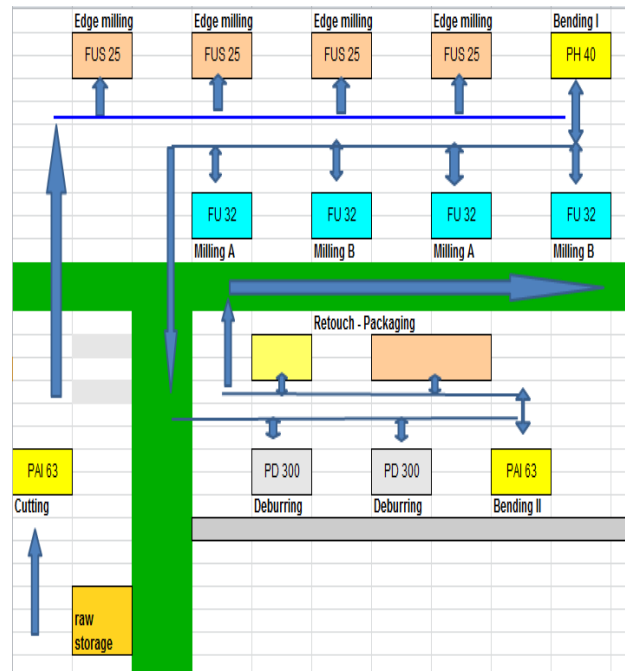 Edge milling Edge milling Edge milling Edge milling Bending I
FUS 25 FUS 25 FUS 25 FUS 25 PH 40
FU 32 FU 32 FU 32 FU 32
Milling A Milling B Milling A Milling B
Retouch - Packaging
PAI 63 PD 300 PD 300 PAI 63
Cutting Deburring Deburring Bending II
raw
storage